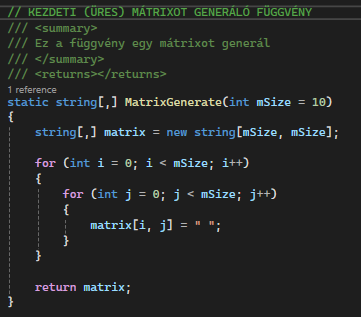 // KEZDETI (ÜRES) MÁTRIXOT GENERÁLÓ FÜGGVÉNY
/// <summary>
/// Ez a függvény egy mátrixot generál
/// </summary>
/// <returns></returns>
1 reference
static string[,] MatrixGenerate(int mSize = 10)
{
    string[,] matrix = new string[mSize, mSize];

    for (int i = 0; i < mSize; i++)
    {
        for (int j = 0; j < mSize; j++)
        {
            matrix[i, j] = " ";
        }
    }

    return matrix;
}